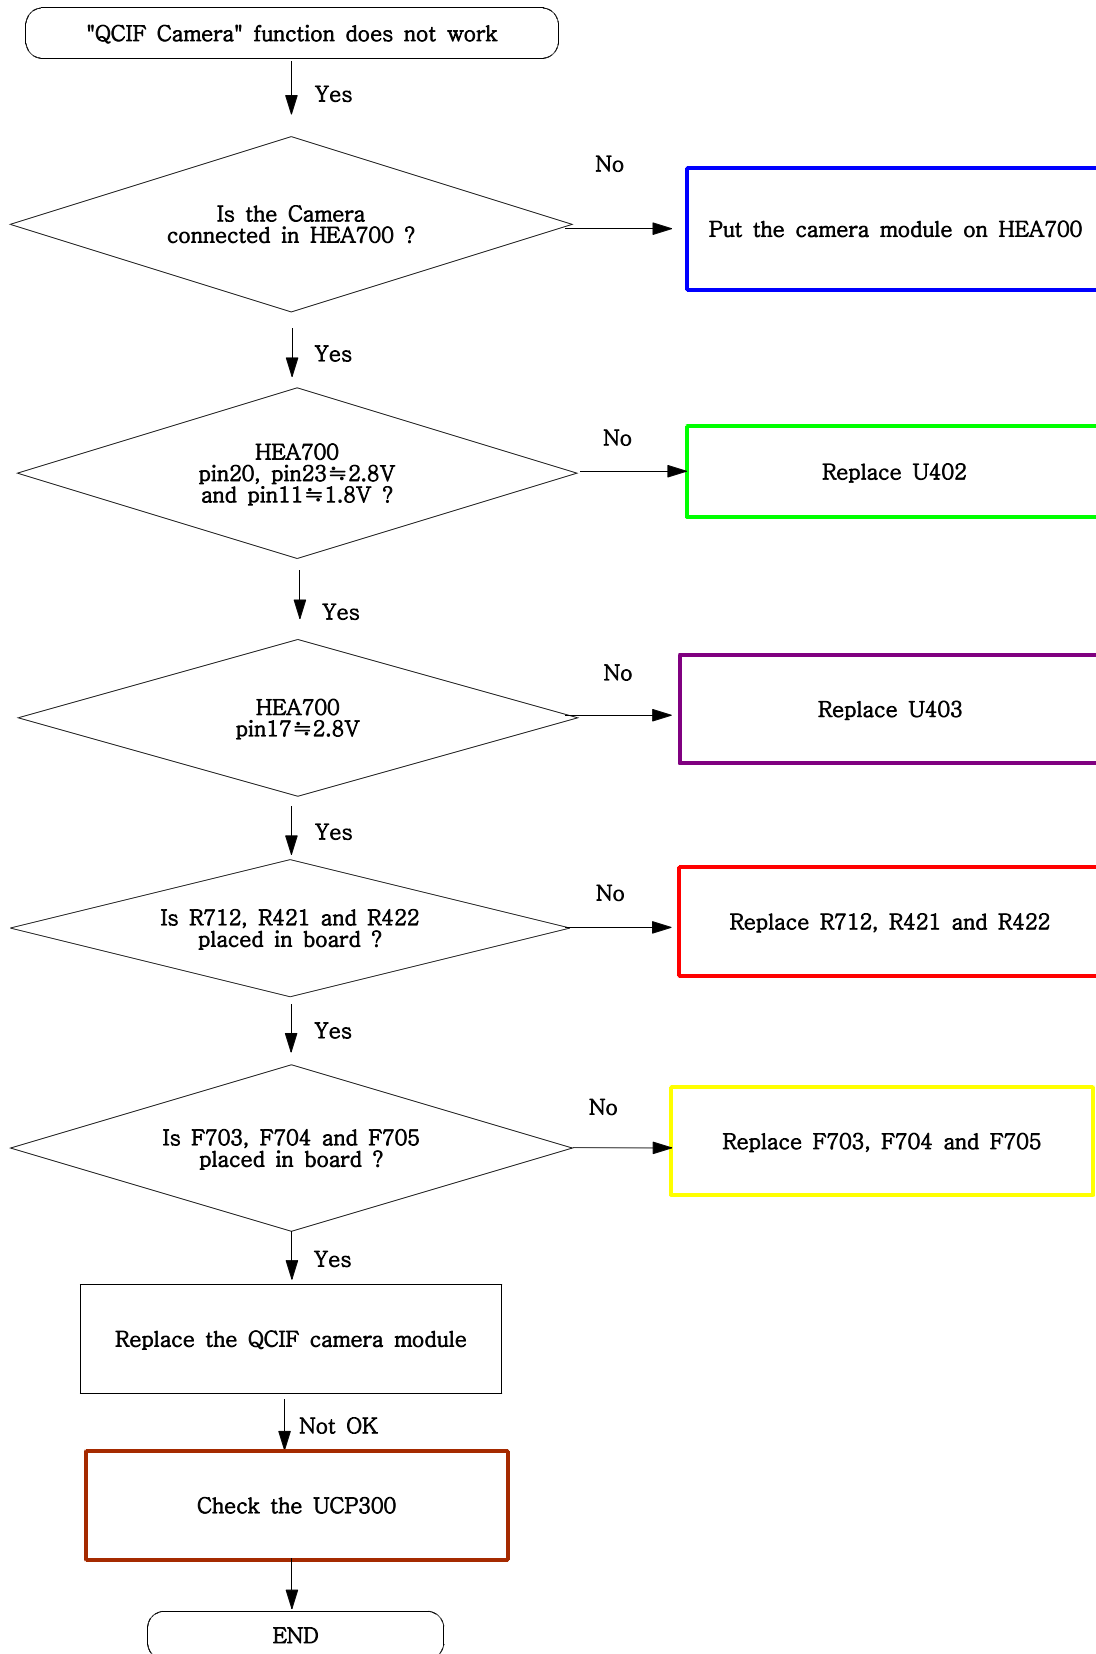 "QCIF Camera" function does not work
Yes
No
Is the Camera
connected in HEA700 ?
Put the camera module on HEA700
Yes
No
HEA700
pin20, pin23≒2.8V
and pin11≒1.8V ?
Replace U402
Yes
No
HEA700
pin17≒2.8V
Replace U403
Yes
No
Is R712, R421 and R422
placed in board ?
Replace R712, R421 and R422
Yes
No
Is F703, F704 and F705
placed in board ?
Replace F703, F704 and F705
Yes
Replace the QCIF camera module
Not OK
Check the UCP300
END